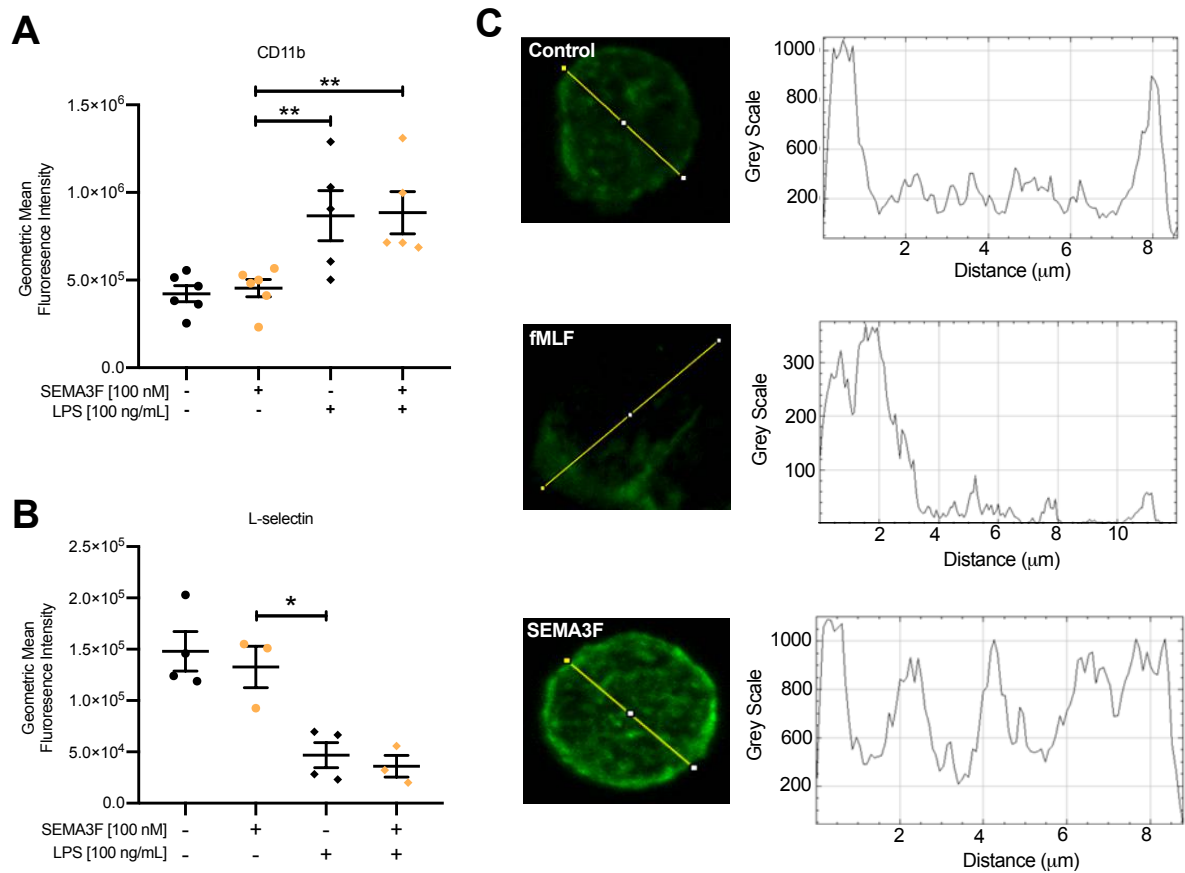 A
CD11b
**
**
1.5×10⁶
1.0×10⁶
5.0×10⁵
0.0
Geometric Mean
Fluroresence Intensity
SEMA3F [100 nM] - + - +
LPS [100 ng/mL] - - + +
B
L-selectin
*
2.5×10⁵
2.0×10⁵
1.5×10⁵
1.0×10⁵
5.0×10⁴
0.0
Geometric Mean
Fluroresence Intensity
SEMA3F [100 nM] - + - +
LPS [100 ng/mL] - - + +
C
Control
Grey Scale
1000
800
600
200
2 4 6 8
Distance (μm)
fMLF
Grey Scale
300
200
100
2 4 6 8 10
Distance (μm)
SEMA3F
Grey Scale
1000
800
600
200
2 4 6 8
Distance (μm)